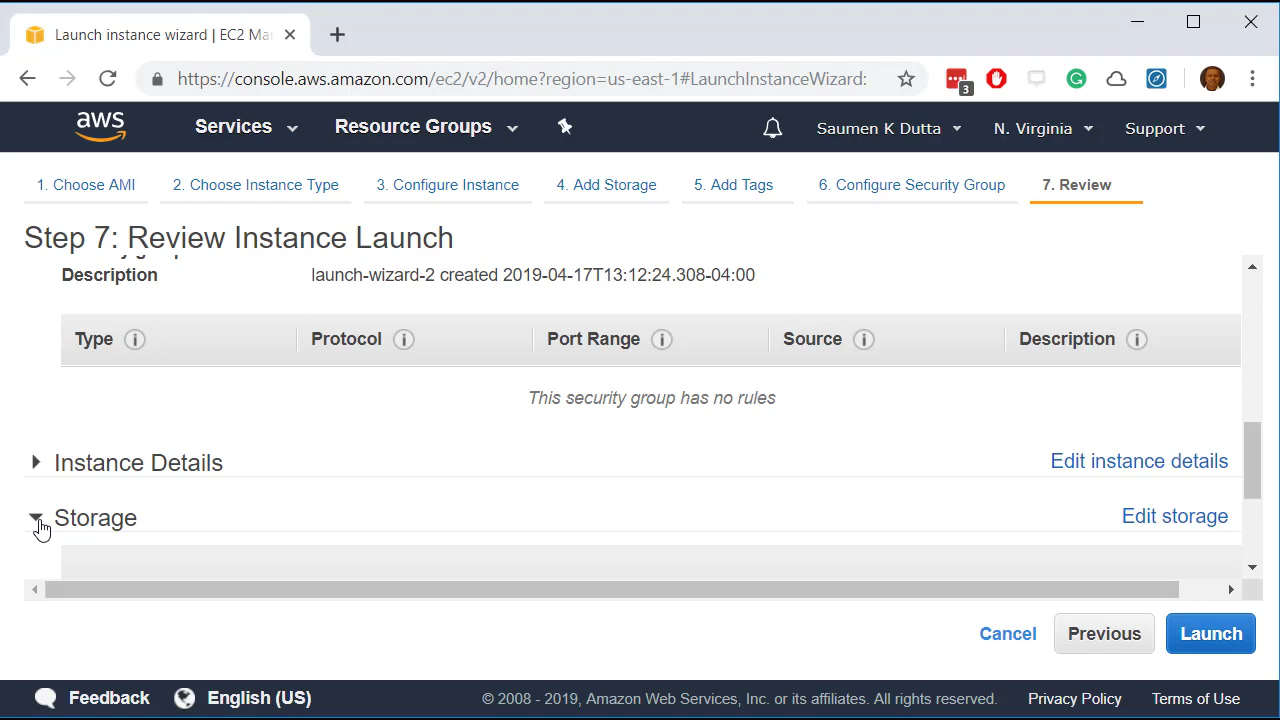 Launch instance wizard | EC2 Mar
https://console.aws.amazon.com/ec2/v2/home?region=us-east-1#LaunchInstanceWizard:
3
aws
Services
Resource Groups
Saumen K Dutta
N. Virginia
Support
1. Choose AMI
2. Choose Instance Type
3. Configure Instance
4. Add Storage
5. Add Tags
6. Configure Security Group
7. Review
Step 7: Review Instance Launch
Description
launch-wizard-2 created 2019-04-17T13:12:24.308-04:00
Type
Protocol
Port Range
Source
Description
This security group has no rules
Instance Details
Edit instance details
Storage
Edit storage
Cancel
Previous
Launch
Feedback
English (US)
© 2008 - 2019, Amazon Web Services, Inc. or its affiliates. All rights reserved.
Privacy Policy
Terms of Use